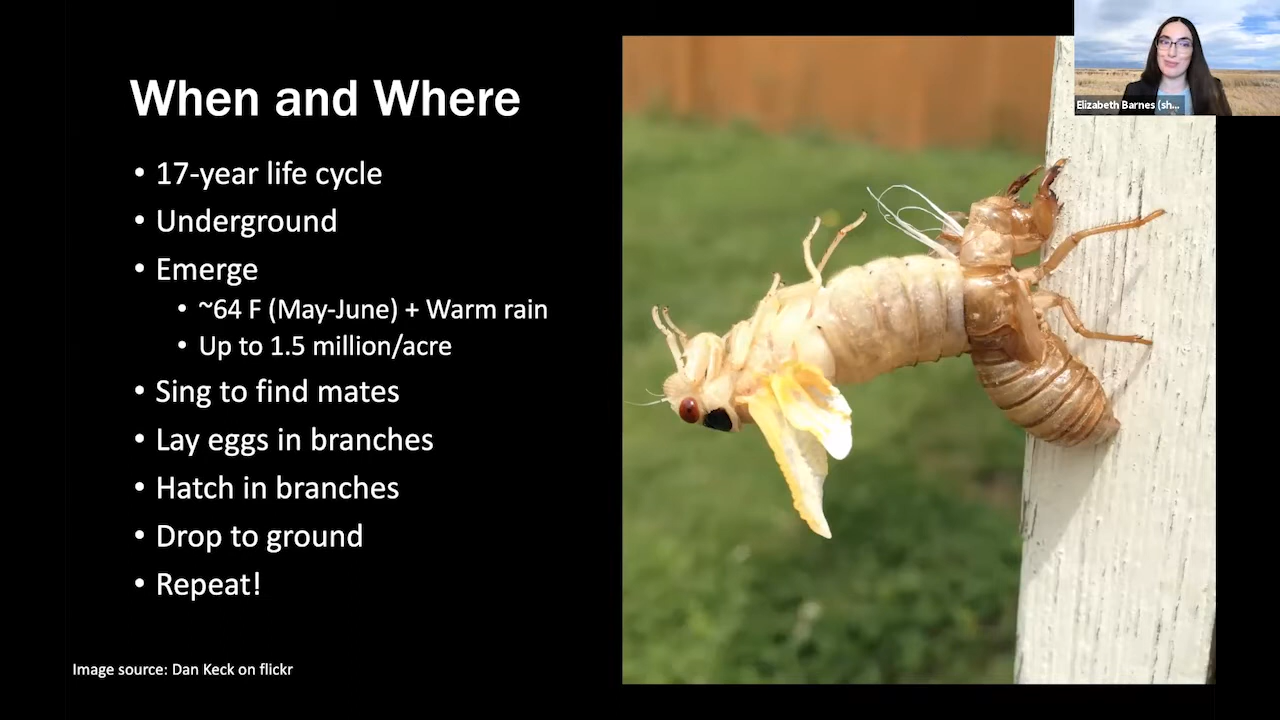 When and Where
• 17-year life cycle
• Underground
• Emerge
• ~64 F (May-June) + Warm rain
• Up to 1.5 million/acre
• Sing to find mates
• Lay eggs in branches
• Hatch in branches
• Drop to ground
• Repeat!
Image source: Dan Keck on flickr
Elizabeth Barnes (sh...